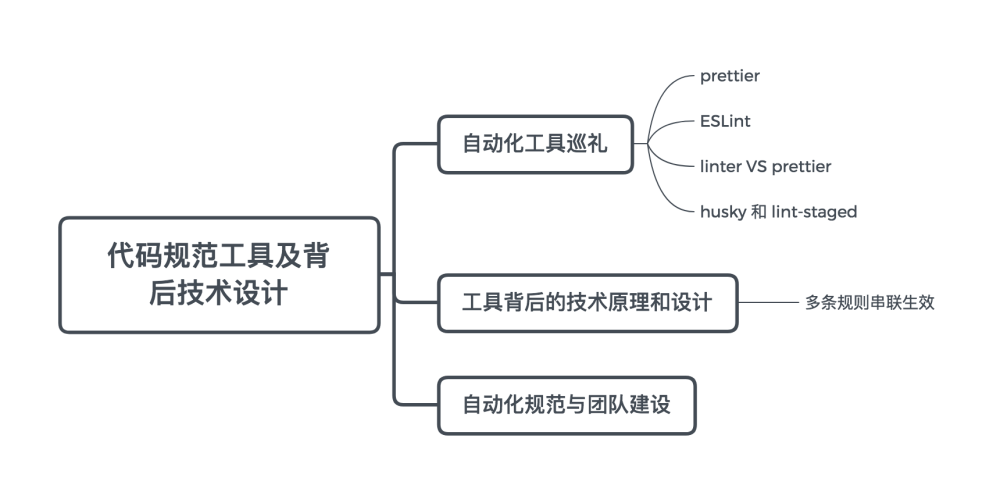 代码规范工具及背
后技术设计
自动化工具巡礼
prettier
ESLint
linter VS prettier
husky 和 lint-staged
工具背后的技术原理和设计
多条规则串联生效
自动化规范与团队建设